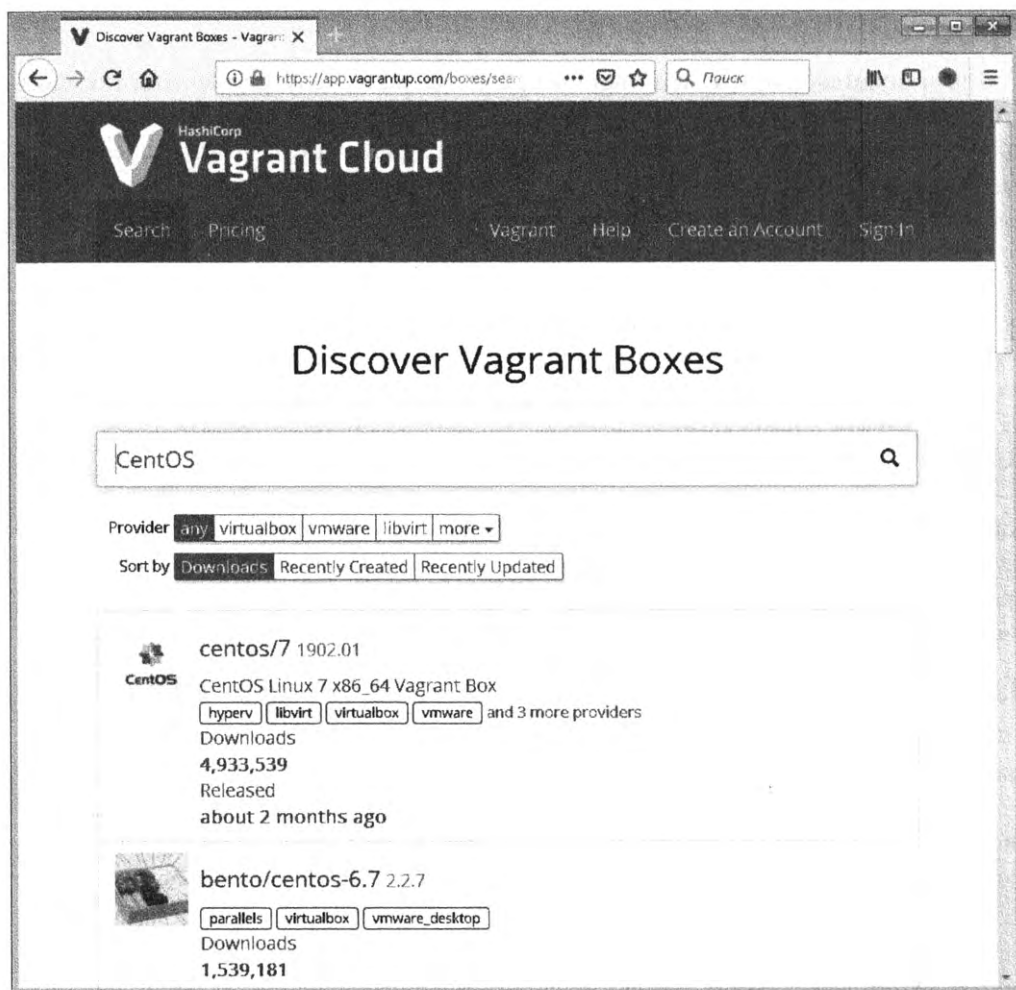 Discover Vagrant Boxes - Vagran
https://app.vagrantup.com/boxes/sear
Поиск
HashiCorp
Vagrant Cloud
Search Pricing Vagrant Help Create an Account Sign In
Discover Vagrant Boxes
CentOS
Provider any virtualbox vmware libvirt more
Sort by Downloads Recently Created Recently Updated
centos/7 1902.01
CentOS
CentOS Linux 7 x86_64 Vagrant Box
hyperv libvirt virtualbox vmware and 3 more providers
Downloads
4,933,539
Released
about 2 months ago
bento/centos-6.7 2.2.7
parallels virtualbox vmware_desktop
Downloads
1,539,181